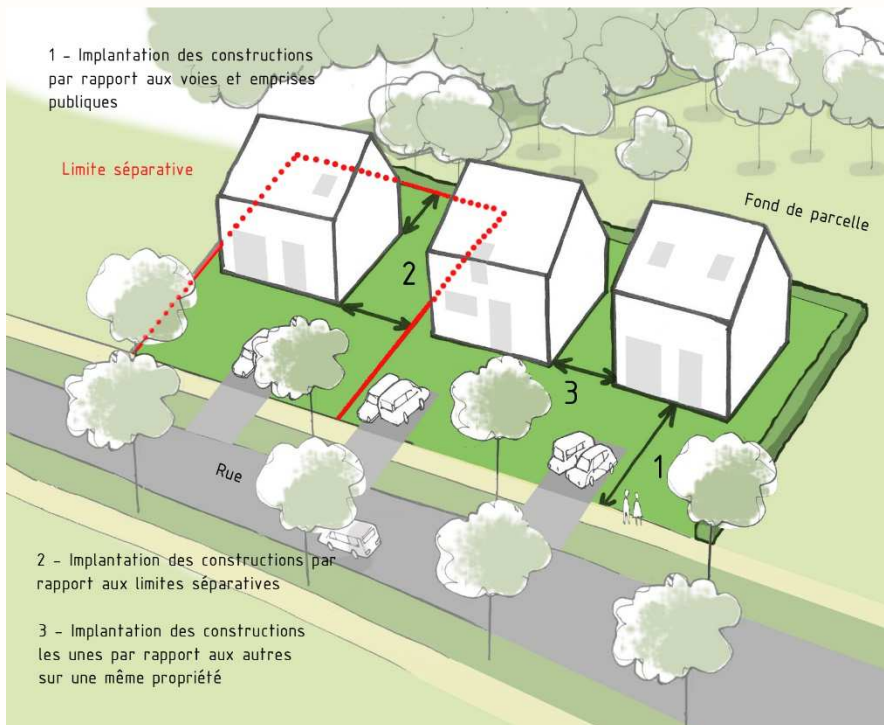 1 - Implantation des constructions
par rapport aux voies et emprises
publiques
Limite séparative
Fond de parcelle
2
3
1
Rue
2 - Implantation des constructions par
rapport aux limites séparatives
3 - Implantation des constructions
les unes par rapport aux autres
sur une même propriété